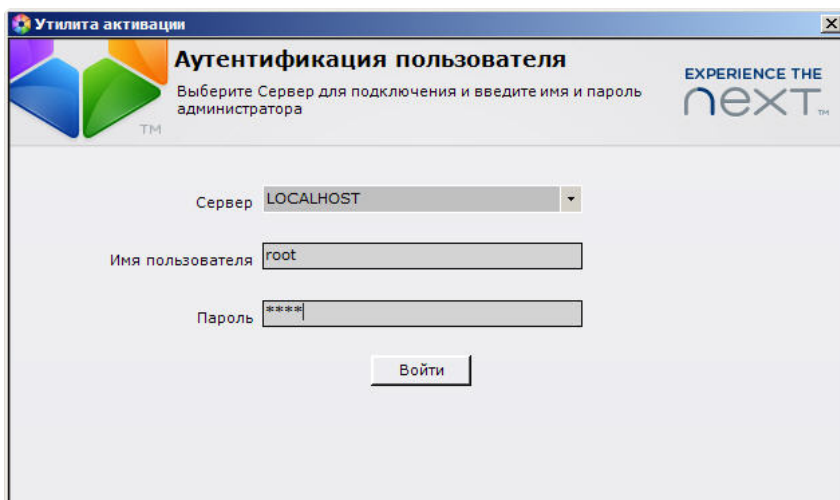 Утилита активации
Аутентификация пользователя
Выберите Сервер для подключения и введите имя и пароль
администратора
EXPERIENCE THE
next™
TM
Сервер LOCALHOST
Имя пользователя root
Пароль ****
Войти